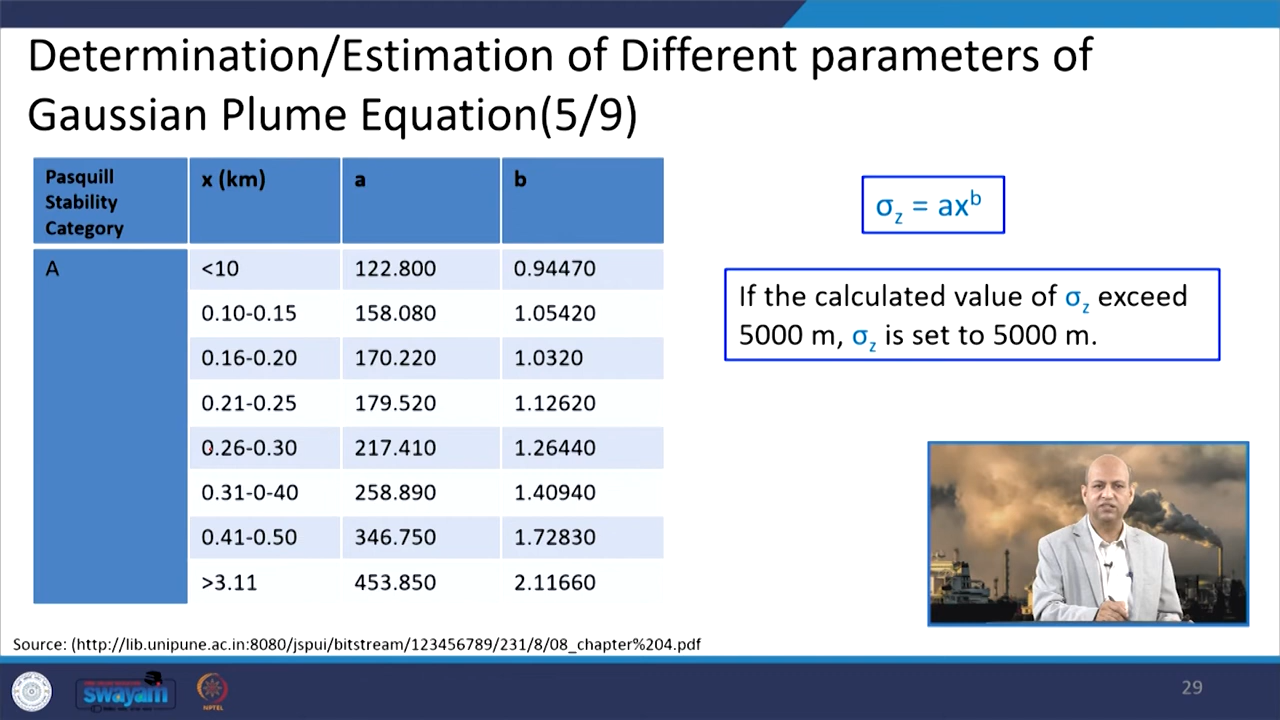 Determination/Estimation of Different parameters of
Gaussian Plume Equation(5/9)
Pasquill
Stability
Category
x (km)
a
b
A
<10
122.800
0.94470
0.10-0.15
158.080
1.05420
0.16-0.20
170.220
1.0320
0.21-0.25
179.520
1.12620
0.26-0.30
217.410
1.26440
0.31-0-40
258.890
1.40940
0.41-0.50
346.750
1.72830
>3.11
453.850
2.11660
σz = axb
If the calculated value of σz exceed
5000 m, σz is set to 5000 m.
Source: (http://lib.unipune.ac.in:8080/jspui/bitstream/123456789/231/8/08_chapter%204.pdf
swayam
NPTEL
29